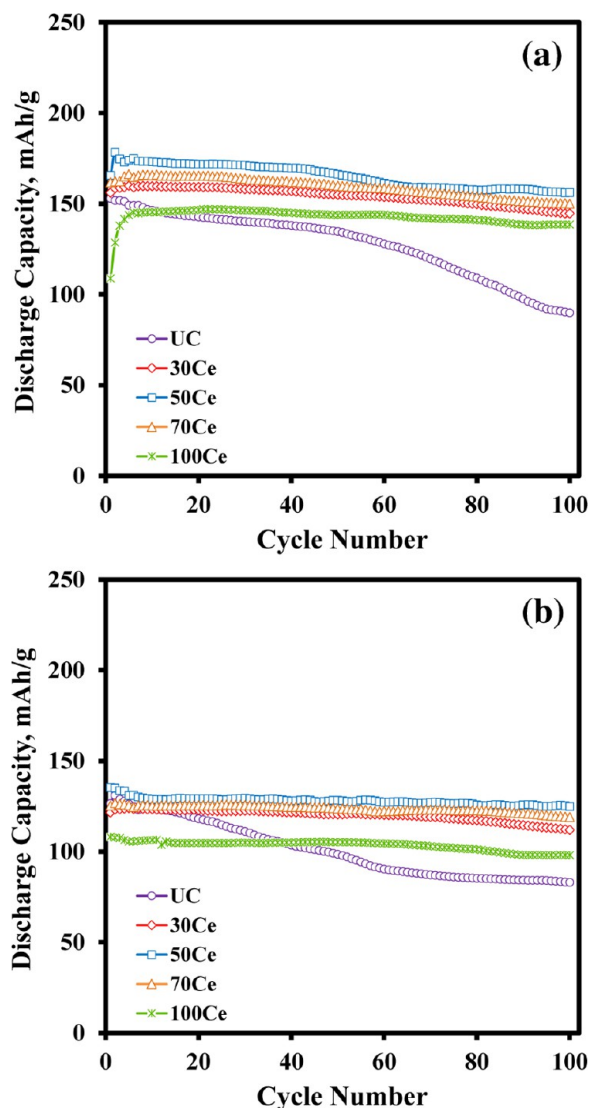 (a)
250
200
150
100
50
0
Discharge Capacity, mAh/g
UC
30Ce
50Ce
70Ce
100Ce
0 20 40 60 80 100
Cycle Number
(b)
250
200
150
100
50
0
Discharge Capacity, mAh/g
UC
30Ce
50Ce
70Ce
100Ce
0 20 40 60 80 100
Cycle Number